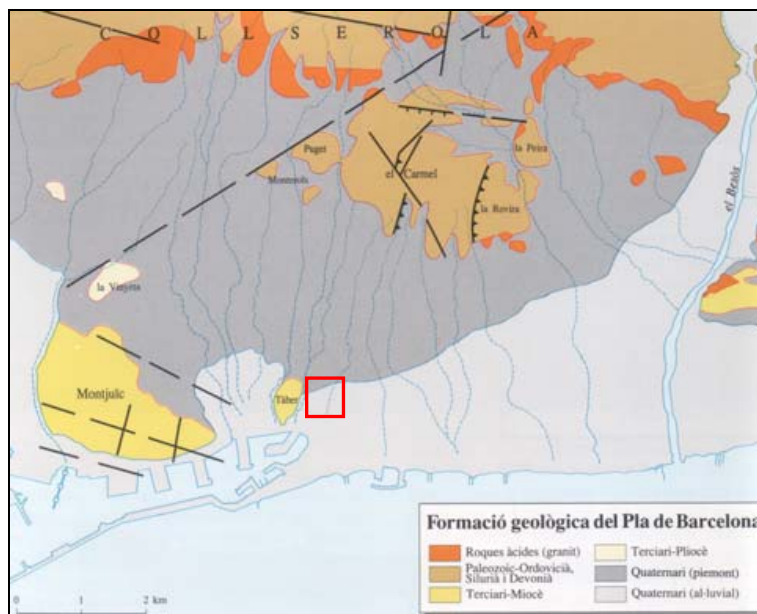 COLLSEROLA
Putget
la Peira
Monterols
el Carmel
la Rovira
el Besòs
la Vinyeta
Montjuïc
Tàber
Formació geològica del Pla de Barcelona
Roques àcides (granit)
Paleozoic-Ordovicià,
Silurià i Devonià
Terciari-Miocè
Terciari-Pliocè
Quaternari (piemont)
Quaternari (al·luvial)
0 1 2 km